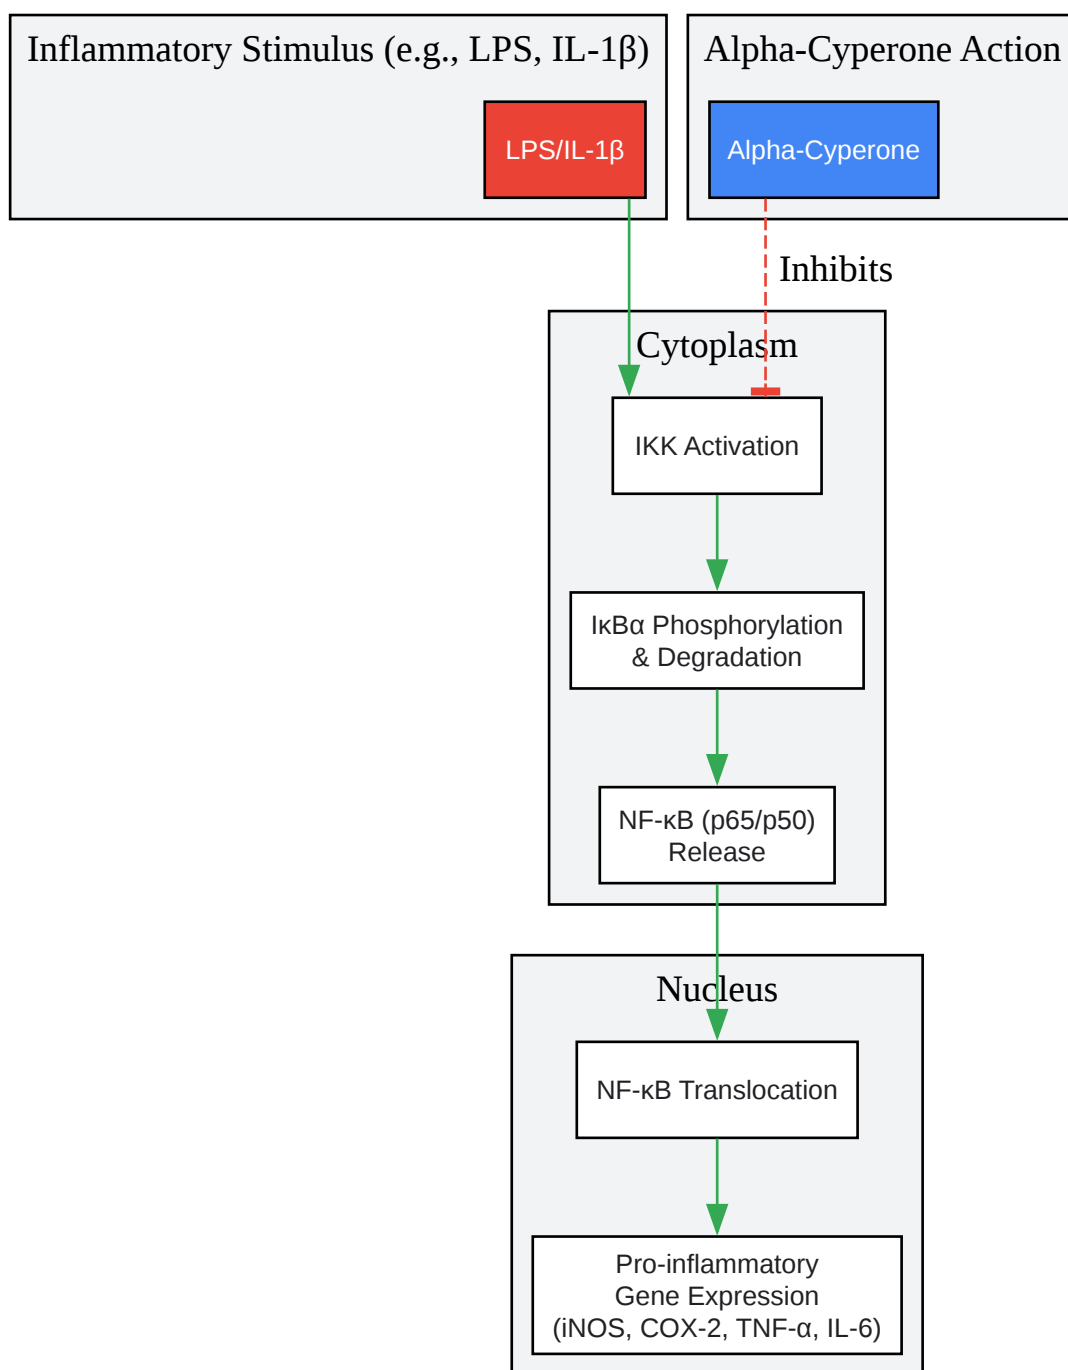 Inflammatory Stimulus (e.g., LPS, IL-1β)
Alpha-Cyperone Action
LPS/IL-1β
Alpha-Cyperone
Inhibits
Cytoplasm
IKK Activation
IκBα Phosphorylation
& Degradation
NF-κB (p65/p50)
Release
Nucleus
NF-κB Translocation
Pro-inflammatory
Gene Expression
(iNOS, COX-2, TNF-α, IL-6)